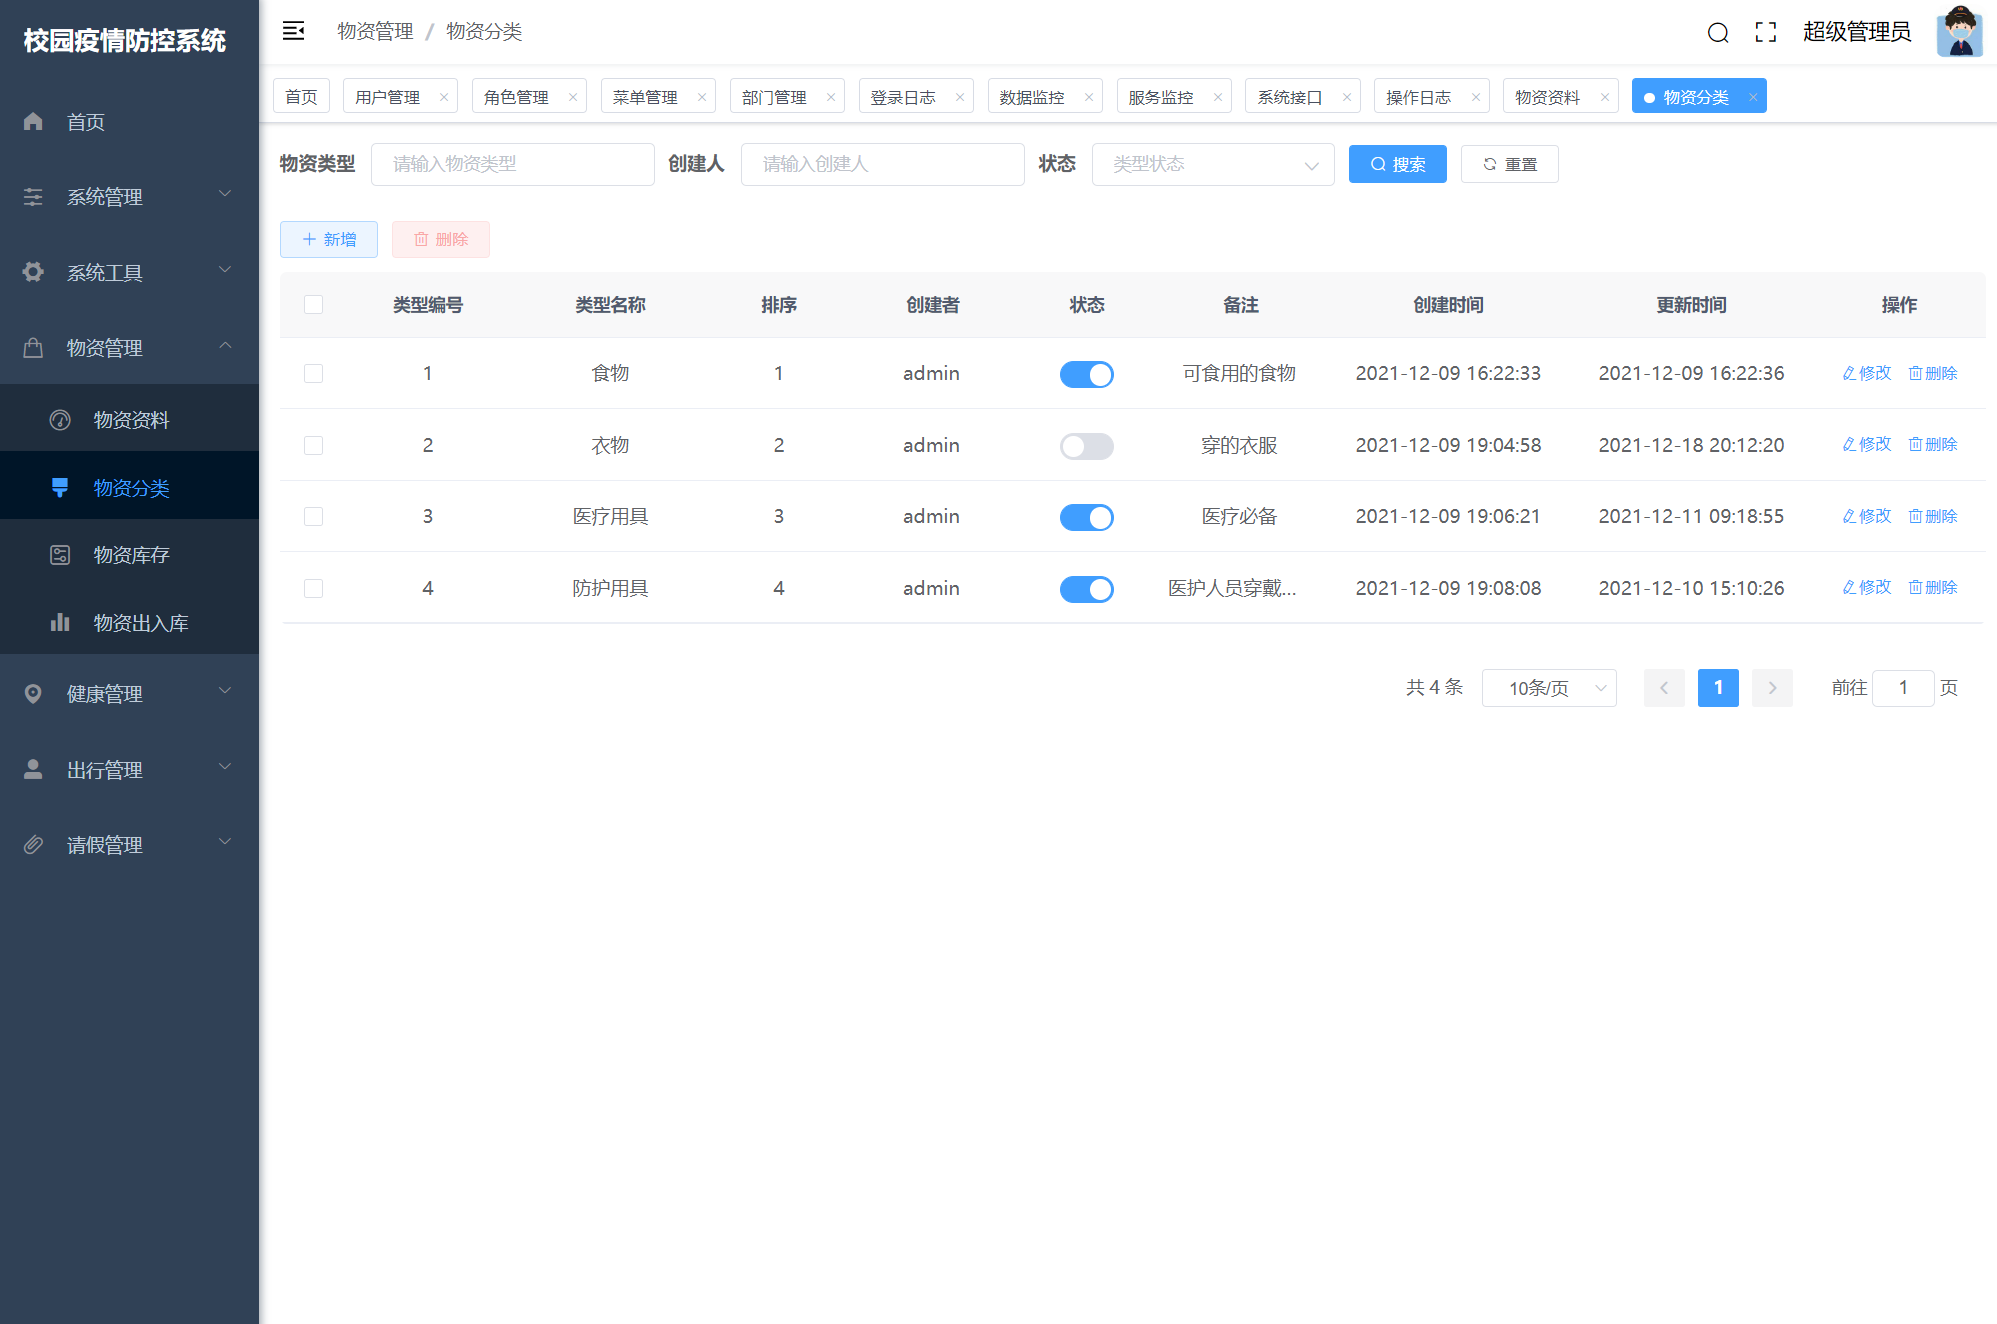 校园疫情防控系统
首页
系统管理
系统工具
物资管理
物资资料
物资分类
物资库存
物资出入库
健康管理
出行管理
请假管理
物资管理 / 物资分类
超级管理员
首页 用户管理 角色管理 菜单管理 部门管理 登录日志 数据监控 服务监控 系统接口 操作日志 物资资料 物资分类
物资类型 请输入物资类型 创建人 请输入创建人 状态 类型状态 搜索 重置
新增 删除
类型编号 类型名称 排序 创建者 状态 备注 创建时间 更新时间 操作
1 食物 1 admin 可食用的食物 2021-12-09 16:22:33 2021-12-09 16:22:36 修改 删除
2 衣物 2 admin 穿的衣服 2021-12-09 19:04:58 2021-12-18 20:12:20 修改 删除
3 医疗用具 3 admin 医疗必备 2021-12-09 19:06:21 2021-12-11 09:18:55 修改 删除
4 防护用具 4 admin 医护人员穿戴... 2021-12-09 19:08:08 2021-12-10 15:10:26 修改 删除
共 4 条 10条/页 1 前往 1 页